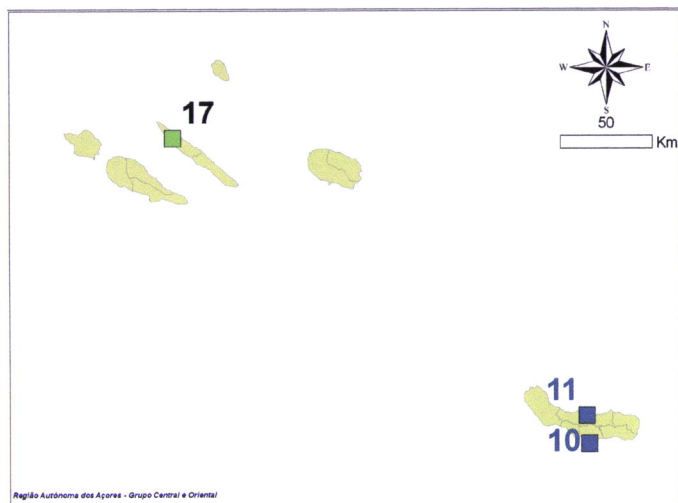 N
W E
S
17
50
Km
11
10
Região Autónoma dos Açores - Grupo Central e Oriental